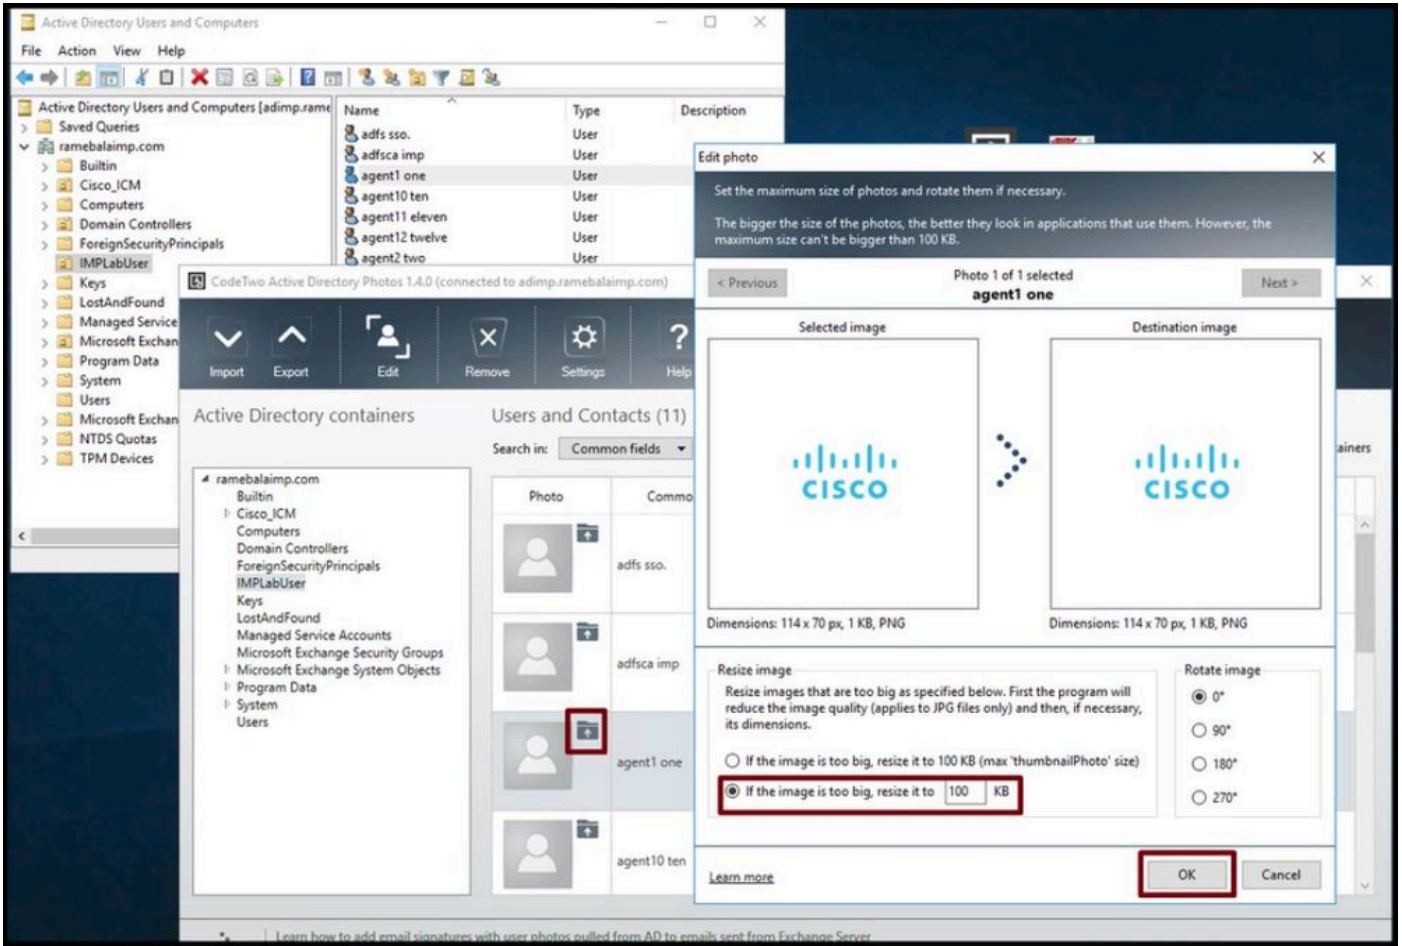 Active Directory Users and Computers
File Action View Help
Active Directory Users and Computers [adimp.rame
Saved Queries
ramebalaimp.com
Builtin
Cisco_ICM
Computers
Domain Controllers
ForeignSecurityPrincipals
IMPLabUser
Keys
LostAndFound
Managed Service
Microsoft Exchan
Program Data
System
Users
Microsoft Exchan
NTDS Quotas
TPM Devices
Name Type Description
adfs sso. User
adfsca imp User
agent1 one User
agent10 ten User
agent11 eleven User
agent12 twelve User
agent2 two User
CodeTwo Active Directory Photos 1.4.0 (connected to adimp.ramebalaimp.com)
Import Export Edit Remove Settings Help
Active Directory containers
ramebalaimp.com
Builtin
Cisco_ICM
Computers
Domain Controllers
ForeignSecurityPrincipals
IMPLabUser
Keys
LostAndFound
Managed Service Accounts
Microsoft Exchange Security Groups
Microsoft Exchange System Objects
Program Data
System
Users
Users and Contacts (11)
Search in: Common fields
ainers
Photo Commo
adfs sso.
adfsca imp
agent1 one
agent10 ten
Learn how to add email signatures with user photos pulled from AD to emails sent from Exchange Server
Edit photo
Set the maximum size of photos and rotate them if necessary.
The bigger the size of the photos, the better they look in applications that use them. However, the
maximum size can't be bigger than 100 KB.
< Previous Photo 1 of 1 selected Next >
agent1 one
Selected image Destination image
CISCO CISCO
Dimensions: 114 x 70 px, 1 KB, PNG Dimensions: 114 x 70 px, 1 KB, PNG
Resize image
Resize images that are too big as specified below. First the program will
reduce the image quality (applies to JPG files only) and then, if necessary,
its dimensions.
If the image is too big, resize it to 100 KB (max 'thumbnailPhoto' size)
If the image is too big, resize it to 100 KB
Rotate image
0°
90°
180°
270°
Learn more OK Cancel